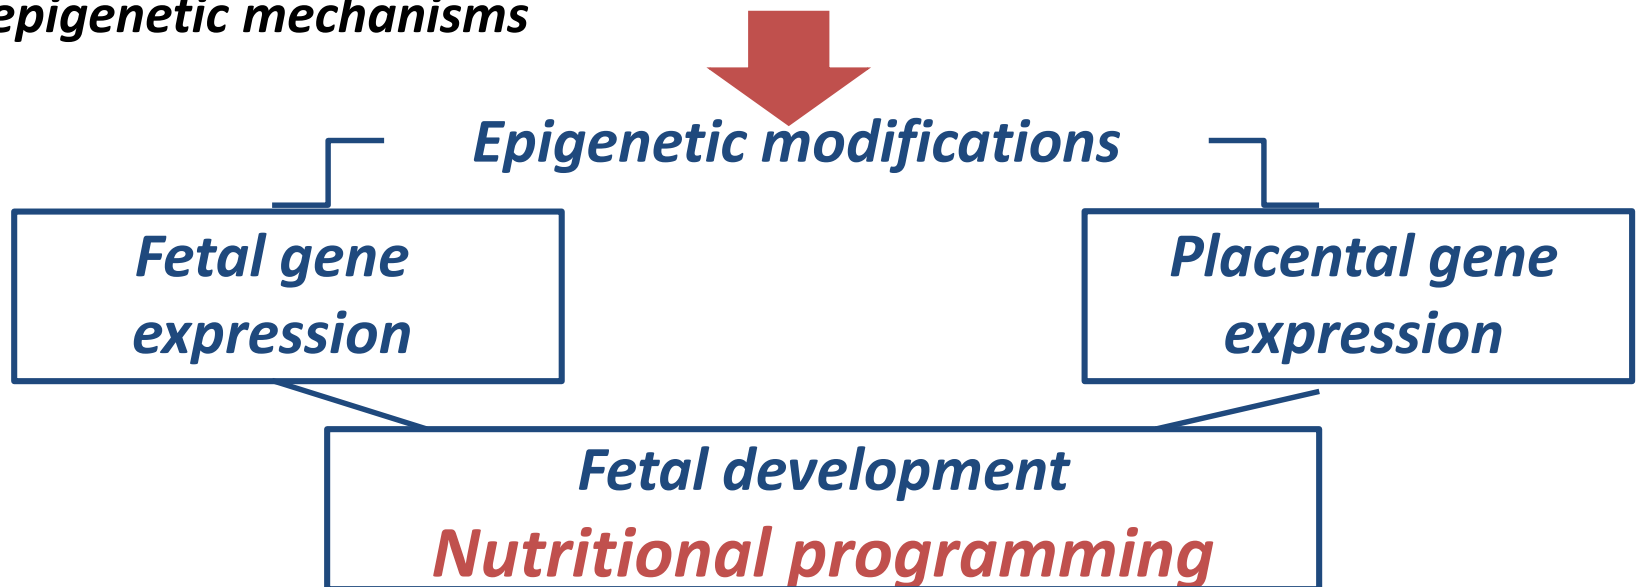 epigenetic mechanisms
Epigenetic modifications
Fetal gene
expression
Placental gene
expression
Fetal development
Nutritional programming